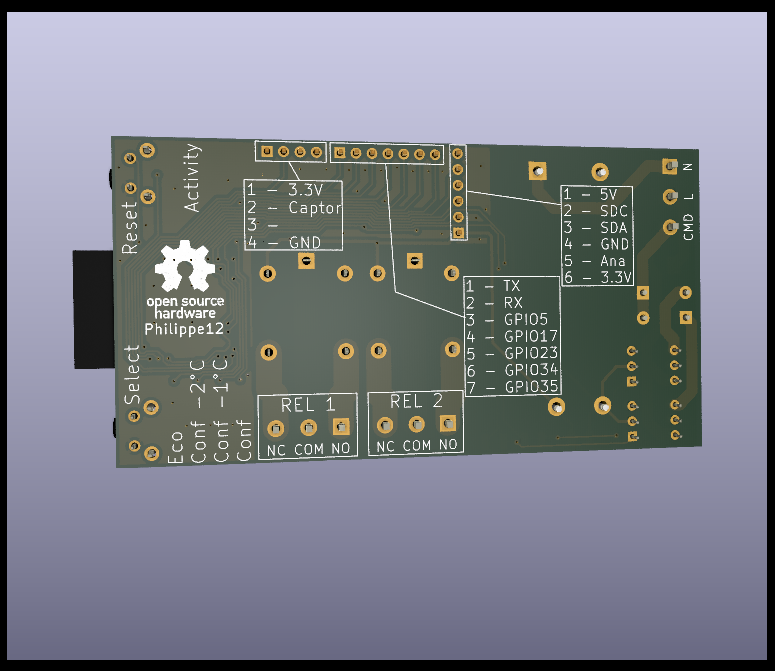 Activity
Reset
1 - 3.3V
2 - Captor
3 -
4 - GND
1 - 5V
2 - SDC
3 - SDA
4 - GND
5 - Ana
6 - 3.3V
N
L
CMD
open source
hardware
Philippe12
1 - TX
2 - RX
3 - GPIO5
4 - GPIO17
5 - GPIO23
6 - GPIO34
7 - GPIO35
Select
Eco
Conf -2°C
Conf -1°C
Conf
REL 1
NC COM NO
REL 2
NC COM NO